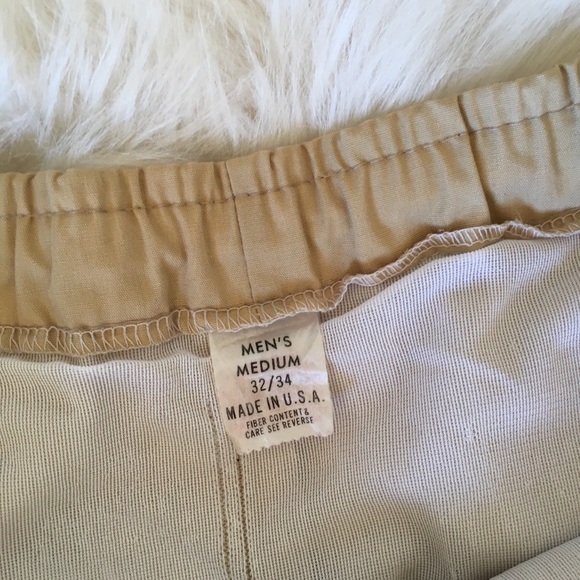 MEN'S
MEDIUM
32/34
MADE IN U.S.A.
FIBER CONTENT &
CARE SEE REVERSE